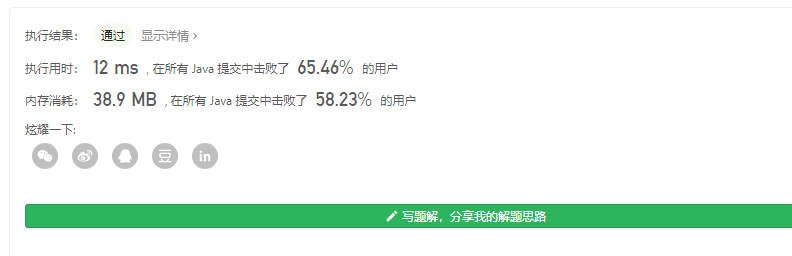 执行结果： 通过 显示详情 ›
执行用时： 12 ms , 在所有 Java 提交中击败了 65.46% 的用户
内存消耗： 38.9 MB , 在所有 Java 提交中击败了 58.23% 的用户
炫耀一下:
豆 in
写题解，分享我的解题思路